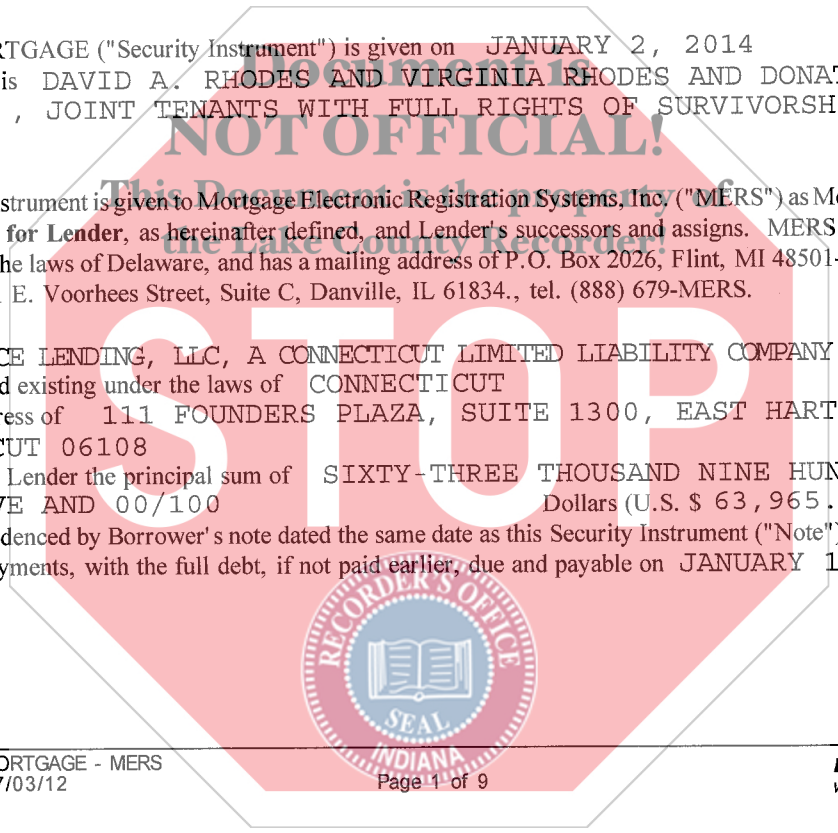 RTGAGE ("Security Instrument") is given on JANUARY 2, 2014
Document is
is DAVID A. RHODES AND VIRGINIA RHODES AND DONA
, JOINT TENANTS WITH FULL RIGHTS OF SURVIVORSH
NOT OFFICIAL!
This Document is the property of
strument is given to Mortgage Electronic Registration Systems, Inc. ("MERS") as M
for Lender, as hereinafter defined, and Lender's successors and assigns. MERS
the Lake County Recorder!
he laws of Delaware, and has a mailing address of P.O. Box 2026, Flint, MI 48501-
E. Voorhees Street, Suite C, Danville, IL 61834., tel. (888) 679-MERS.
STOP
CE LENDING, LLC, A CONNECTICUT LIMITED LIABILITY COMPANY
d existing under the laws of CONNECTICUT
ress of 111 FOUNDERS PLAZA, SUITE 1300, EAST HART
CUT 06108
Lender the principal sum of SIXTY-THREE THOUSAND NINE HUN
VE AND 00/100 Dollars (U.S. $ 63,965.
denced by Borrower's note dated the same date as this Security Instrument ("Note")
yments, with the full debt, if not paid earlier, due and payable on JANUARY 1
RECORDER'S OFFICE
SEAL
INDIANA
ORTGAGE - MERS
7/03/12 Page 1 of 9